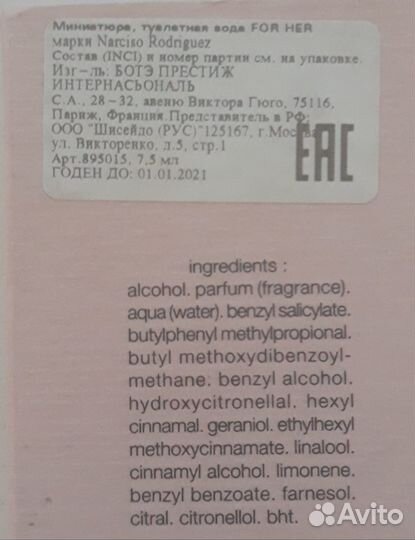 Миниатюра, туалетная вода FOR HER
марки Narciso Rodriguez
Состав (INCI) и номер партии см. на упаковке.
Изг-ль: БОТЭ ПРЕСТИЖ
ИНТЕРНАСЬОНАЛЬ
С.А., 28-32, авеню Виктора Гюго, 75116,
Париж, Франция.Представитель в РФ:
ООО "Шисейдо (РУС)"125167, г.Москва
ул. Викторенко, д.5, стр.1
Арт.895015, 7,5 мл
ГОДЕН ДО: 01.01.2021
EAC
ingredients :
alcohol. parfum (fragrance).
aqua (water). benzyl salicylate.
butylphenyl methylpropional.
butyl methoxydibenzoyl-
methane. benzyl alcohol.
hydroxycitronellal. hexyl
cinnamal. geraniol. ethylhexyl
methoxycinnamate. linalool.
cinnamyl alcohol. limonene.
benzyl benzoate. farnesol.
citral. citronellol. bht.
Avito